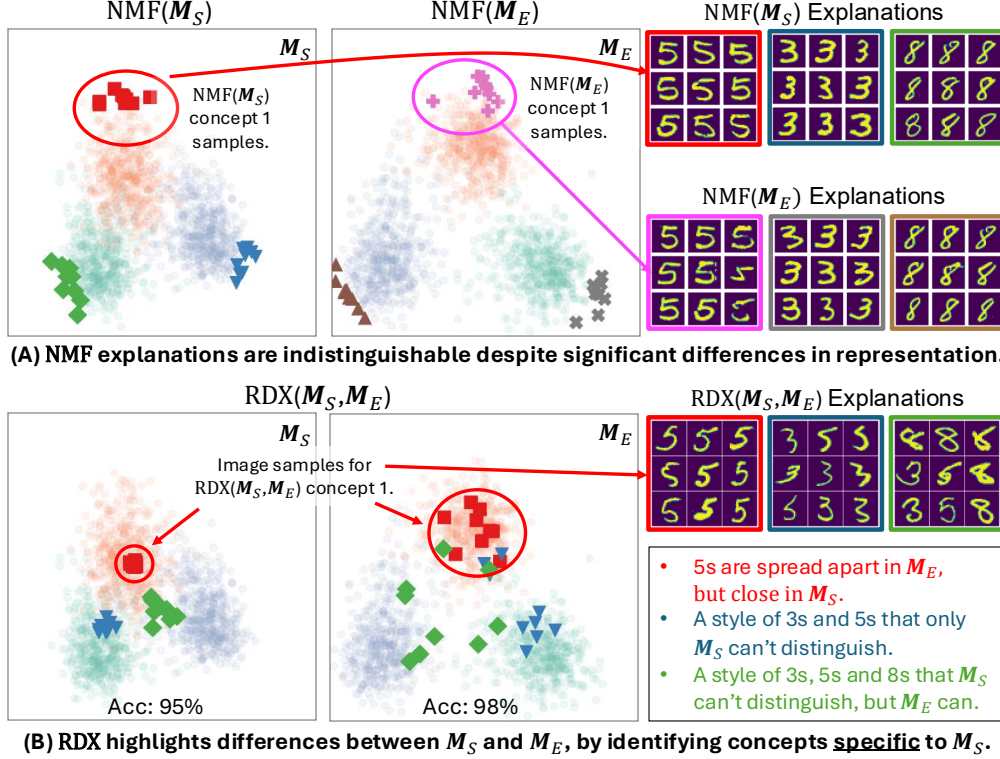 NMF(M_S)
NMF(M_E)
NMF(M_S) Explanations
M_S
M_E
NMF(M_S)
concept 1
samples.
NMF(M_E)
concept 1
samples.
NMF(M_E) Explanations
(A) NMF explanations are indistinguishable despite significant differences in representation.
RDX(M_S,M_E)
RDX(M_S,M_E) Explanations
M_S
M_E
Image samples for
RDX(M_S,M_E) concept 1.
Acc: 95%
Acc: 98%
• 5s are spread apart in M_E,
but close in M_S.
• A style of 3s and 5s that only
M_S can't distinguish.
• A style of 3s, 5s and 8s that M_S
can't distinguish, but M_E can.
(B) RDX highlights differences between M_S and M_E, by identifying concepts specific to M_S.